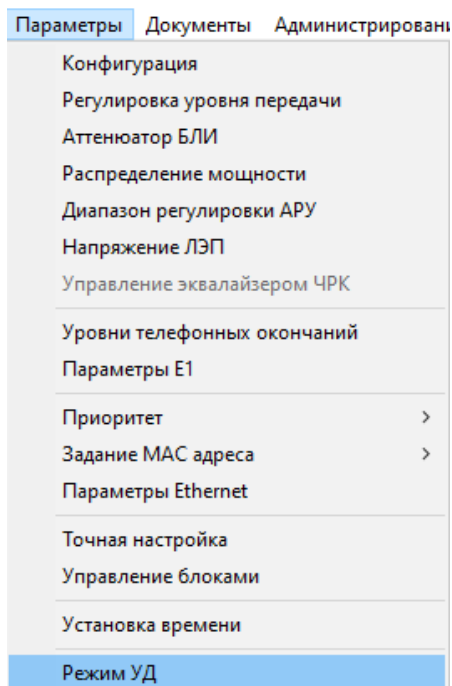 Параметры Документы Администрировани
Конфигурация
Регулировка уровня передачи
Аттенюатор БЛИ
Распределение мощности
Диапазон регулировки АРУ
Напряжение ЛЭП
Управление эквалайзером ЧРК
Уровни телефонных окончаний
Параметры Е1
Приоритет
Задание MAC адреса
Параметры Ethernet
Точная настройка
Управление блоками
Установка времени
Режим УД